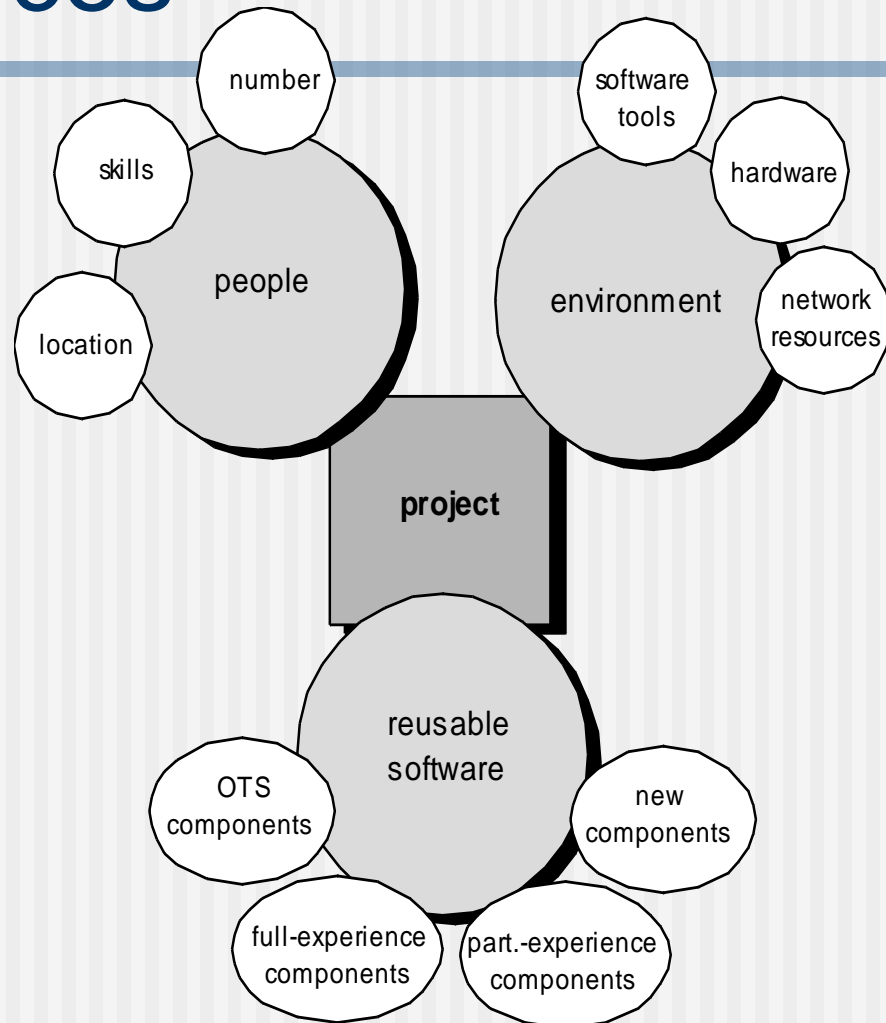 number
skills
people
location
software
tools
hardware
environment
network
resources
project
reusable
software
OTS
components
new
components
full-experience
components
part.-experience
components